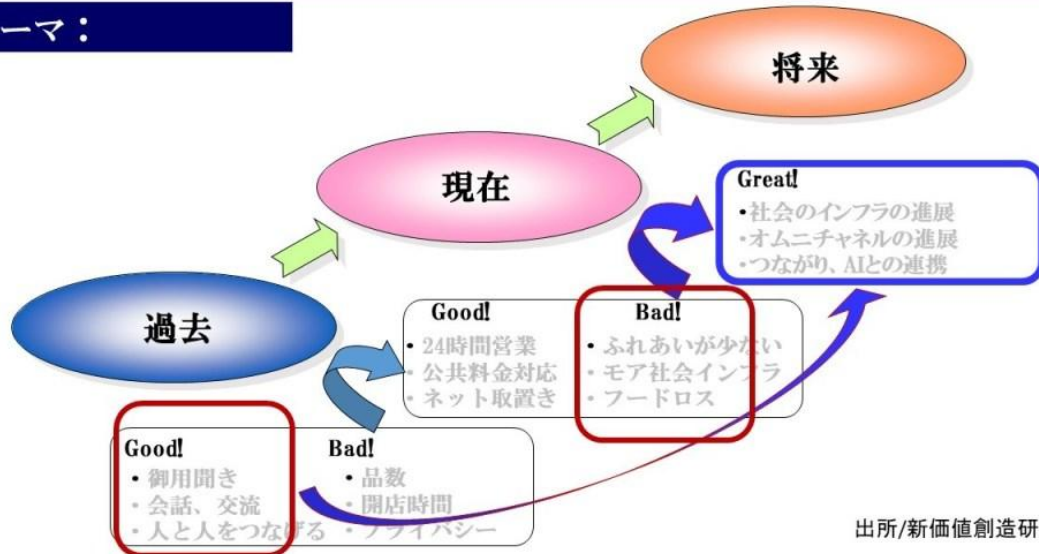 ーマ：
将来
現在
過去
Great!
・社会のインフラの進展
・オムニチャネルの進展
・つながり、AIとの連携
Good!
・24時間営業
・公共料金対応
・ネット取置き
Bad!
・ふれあいが少ない
・モア社会インフラ
・フードロス
Good!
・御用聞き
・会話、交流
・人と人をつなげる
Bad!
・品数
・開店時間
・プライバシー
出所/新価値創造研